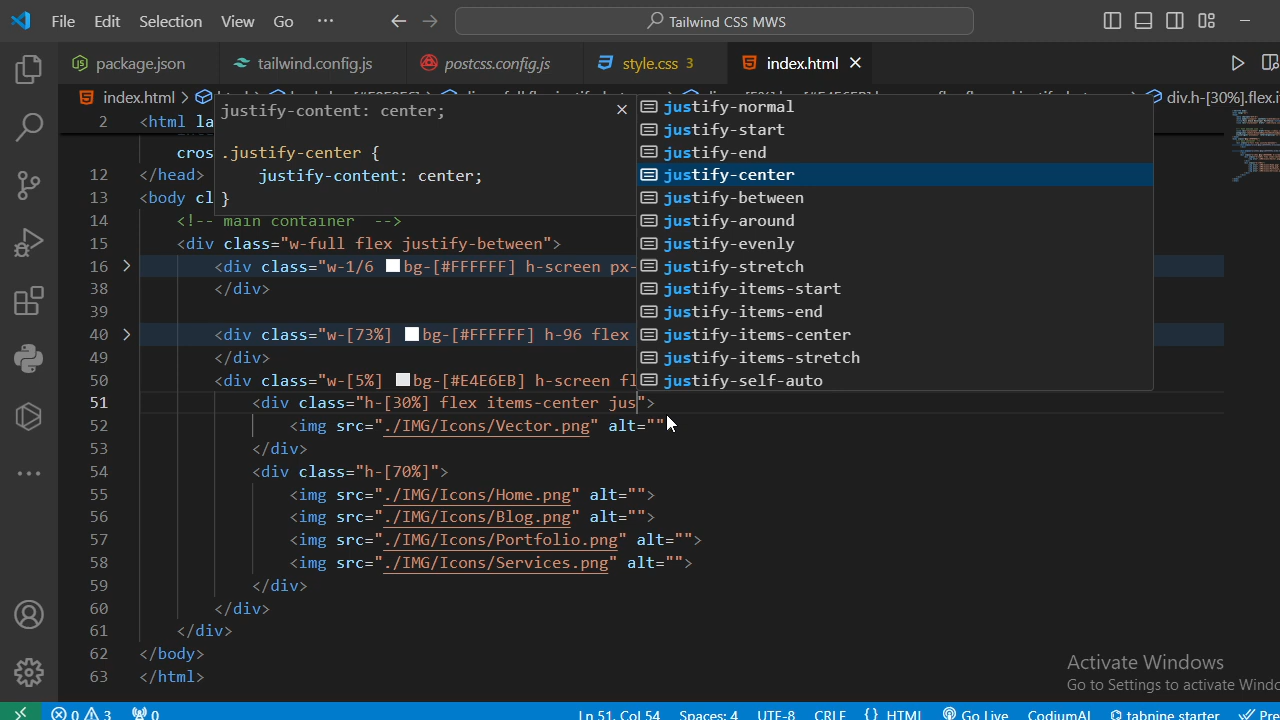 File Edit Selection View Go ··· Tailwind CSS MWS
package.json tailwind.config.js postcss.config.js style.css 3 index.html
index.html > div.h-[30%].flex.i
justify-content: center;
.justify-center {
justify-content: center;
}
justify-normal
justify-start
justify-end
justify-center
justify-between
justify-around
justify-evenly
justify-stretch
justify-items-start
justify-items-end
justify-items-center
justify-items-stretch
justify-self-auto
2 <html la
cros
12 </head>
13 <body cl
14 <!-- main container -->
15 <div class="w-full flex justify-between">
16 <div class="w-1/6 bg-[#FFFFFF] h-screen px-
38 </div>
39
40 <div class="w-[73%] bg-[#FFFFFF] h-96 flex
49 </div>
50 <div class="w-[5%] bg-[#E4E6EB] h-screen fl
51 <div class="h-[30%] flex items-center jus">
52 <img src="./IMG/Icons/Vector.png" alt=""
53 </div>
54 <div class="h-[70%]">
55 <img src="./IMG/Icons/Home.png" alt="">
56 <img src="./IMG/Icons/Blog.png" alt="">
57 <img src="./IMG/Icons/Portfolio.png" alt="">
58 <img src="./IMG/Icons/Services.png" alt="">
59 </div>
60 </div>
61 </div>
62 </body>
63 </html>
Activate Windows
Go to Settings to activate Windo
0 3 0 Ln 51, Col 54 Spaces: 4 UTF-8 CRLF {} HTML Go Live CodiumAI tabnine starter Pre